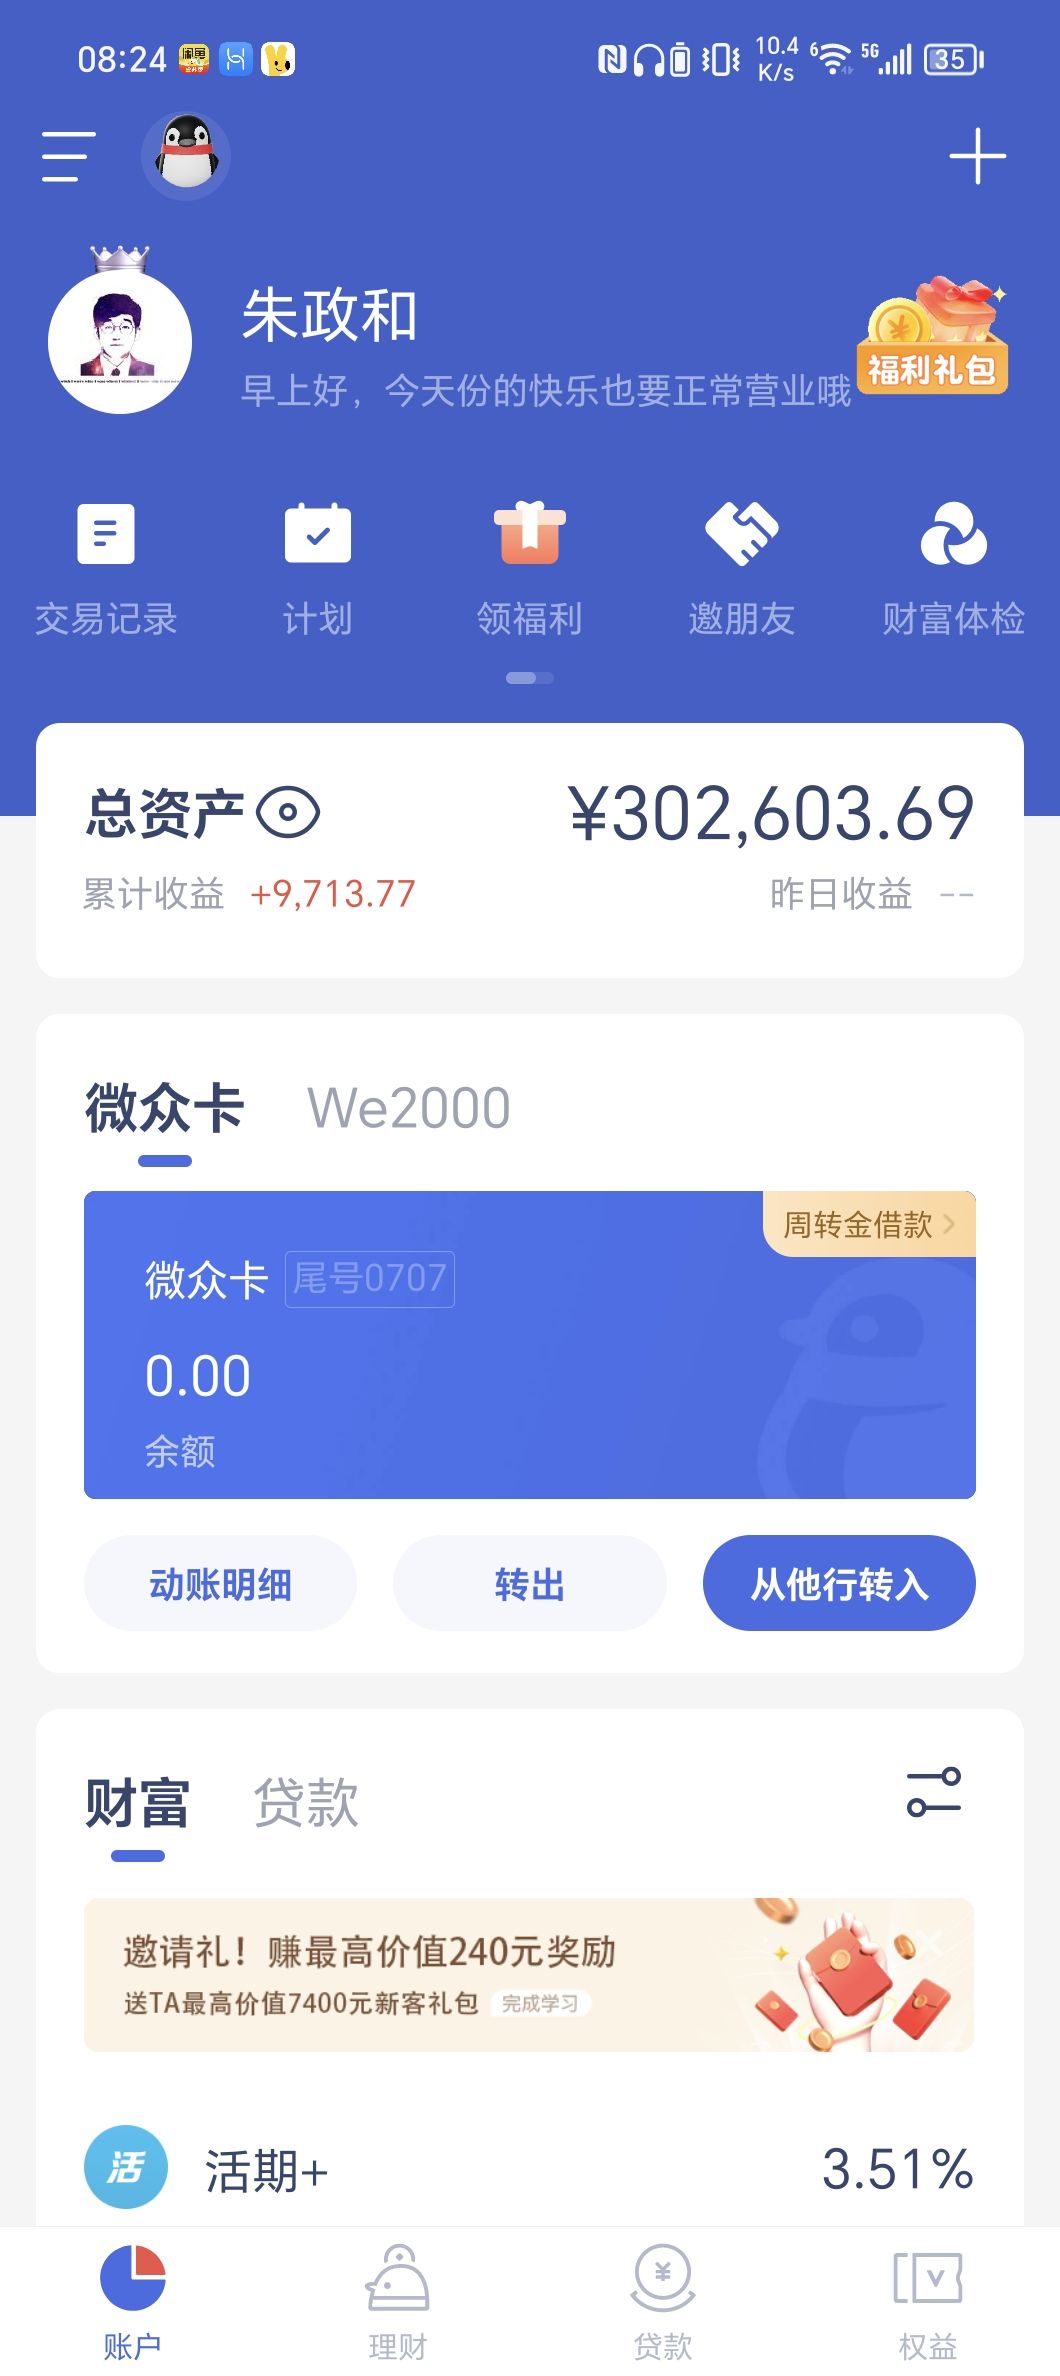 08:24
10.4
K/s
6
5G
35
朱政和
早上好，今天份的快乐也要正常营业哦
福利礼包
交易记录 计划 领福利 邀朋友 财富体检
总资产 ¥302,603.69
累计收益 +9,713.77 昨日收益 --
微众卡 We2000
周转金借款
微众卡 尾号0707
0.00
余额
动账明细 转出 从他行转入
财富 贷款
邀请礼！赚最高价值240元奖励
送TA最高价值7400元新客礼包 完成学习
活 活期+ 3.51%
账户 理财 贷款 权益